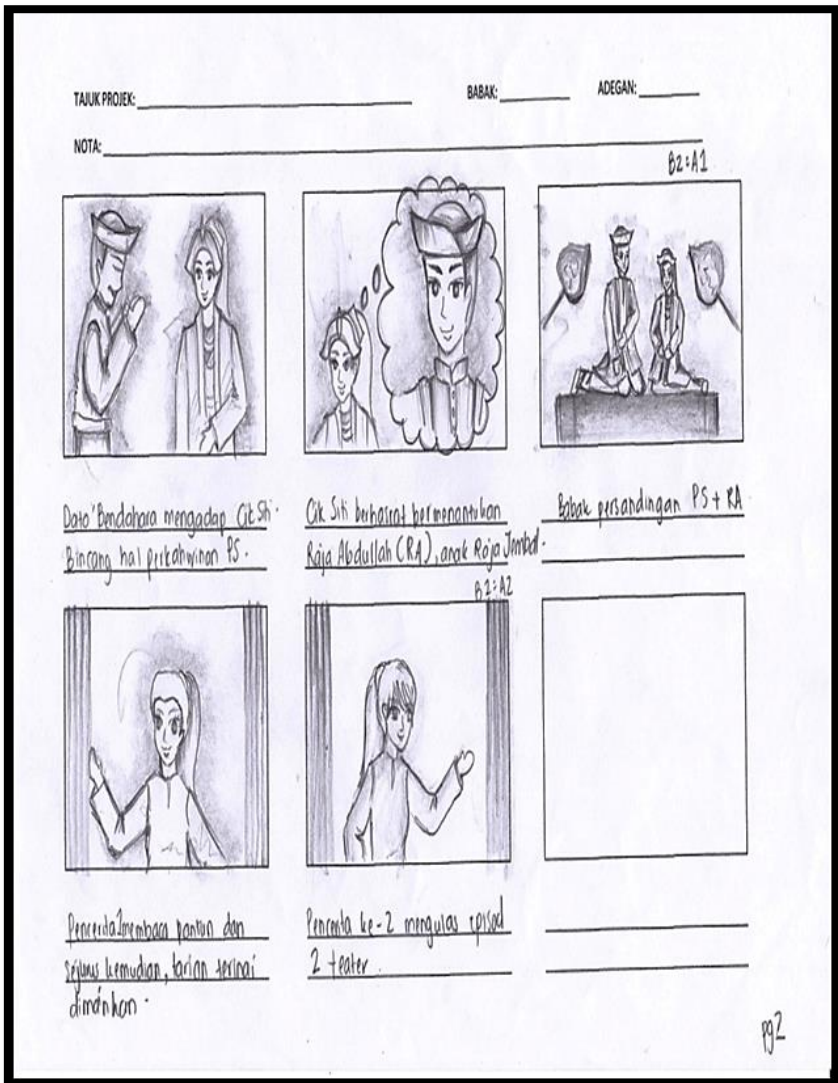 TAJUK PROJEK:
BABAK:
ADEGAN:
NOTA:
B2:A1
Dato' Bendahara mengadap Cik Siti.
Bincang hal perkahwinan PS.
Cik Siti berhasrat bermenantukan
Raja Abdullah (RA), anak Raja Jembal.
Babak persandingan PS + RA
B2:A2
Pencerita 1 membaca pantun dan
sejurus kemudian, tarian terinai
dimainkan.
Pencerita ke-2 mengulas episod
2 teater.
pg2